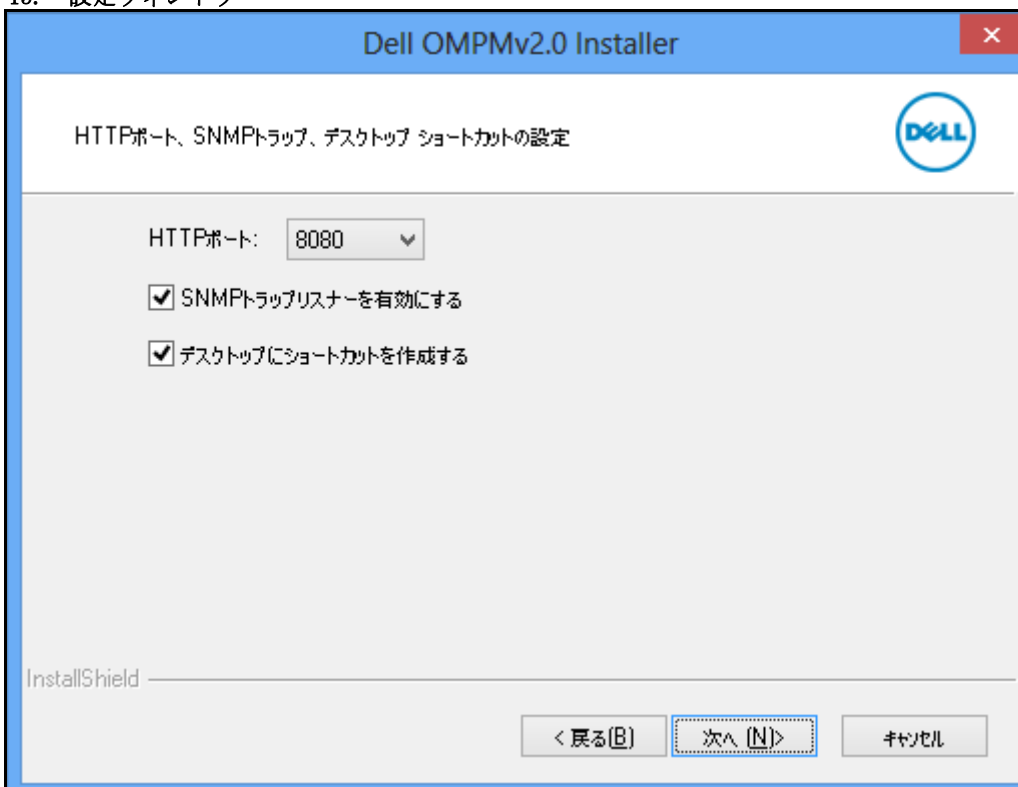 Dell OMPMv2.0 Installer
HTTPポート、SNMPトラップ、デスクトップ ショートカットの設定
DELL
HTTPポート: 8080
SNMPトラップリスナーを有効にする
デスクトップにショートカットを作成する
InstallShield
< 戻る(B) 次へ (N)> キャンセル